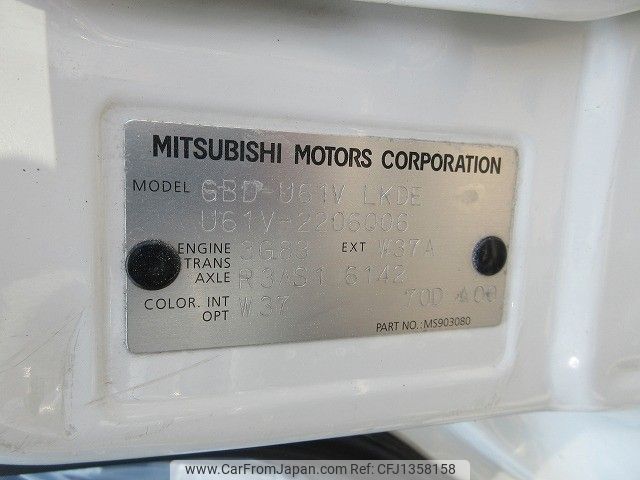 MITSUBISHI MOTORS CORPORATION
MODEL GBD-U61V LKDE
U61V-2206006
ENGINE 3G83 EXT W37A
TRANS
AXLE R3AS1 6142
COLOR. INT W37 70D A00
OPT
PART NO.: MS903080
www.CarFromJapan.com - CFJ1358158